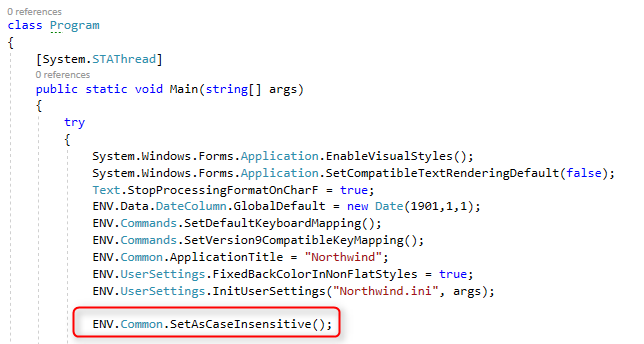 0 references
class Program
{
[System.STAThread]
0 references
public static void Main(string[] args)
{
try
{
System.Windows.Forms.Application.EnableVisualStyles();
System.Windows.Forms.Application.SetCompatibleTextRenderingDefault(false);
Text.StopProcessingFormatOnCharF = true;
ENV.Data.DateColumn.GlobalDefault = new Date(1901,1,1);
ENV.Commands.SetDefaultKeyboardMapping();
ENV.Commands.SetVersion9CompatibleKeyMapping();
ENV.Common.ApplicationTitle = "Northwind";
ENV.UserSettings.FixedBackColorInNonFlatStyles = true;
ENV.UserSettings.InitUserSettings("Northwind.ini", args);
ENV.Common.SetAsCaseInsensitive();